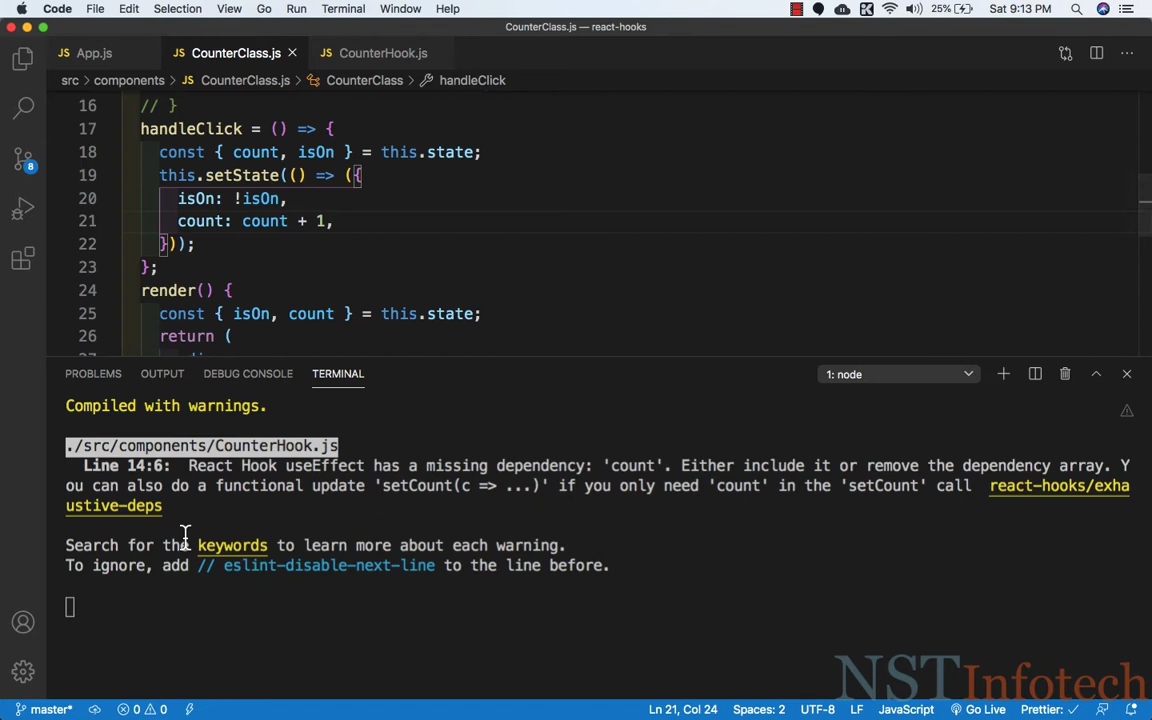 Code File Edit Selection View Go Run Terminal Window Help 25% Sat 9:13 PM
CounterClass.js — react-hooks
JS App.js JS CounterClass.js × JS CounterHook.js
src > components > JS CounterClass.js > CounterClass > handleClick
16 // }
17 handleClick = () => {
18 const { count, isOn } = this.state;
19 this.setState(() => ({
20 isOn: !isOn,
21 count: count + 1,
22 }));
23 };
24 render() {
25 const { isOn, count } = this.state;
26 return (
8
PROBLEMS OUTPUT DEBUG CONSOLE TERMINAL 1: node
Compiled with warnings.
./src/components/CounterHook.js
Line 14:6: React Hook useEffect has a missing dependency: 'count'. Either include it or remove the dependency array. Y
ou can also do a functional update 'setCount(c => ...)' if you only need 'count' in the 'setCount' call react-hooks/exha
ustive-deps
Search for the keywords to learn more about each warning.
To ignore, add // eslint-disable-next-line to the line before.
NSTInfotech
master* 0 0 Ln 21, Col 24 Spaces: 2 UTF-8 LF JavaScript Go Live Prettier: ✓